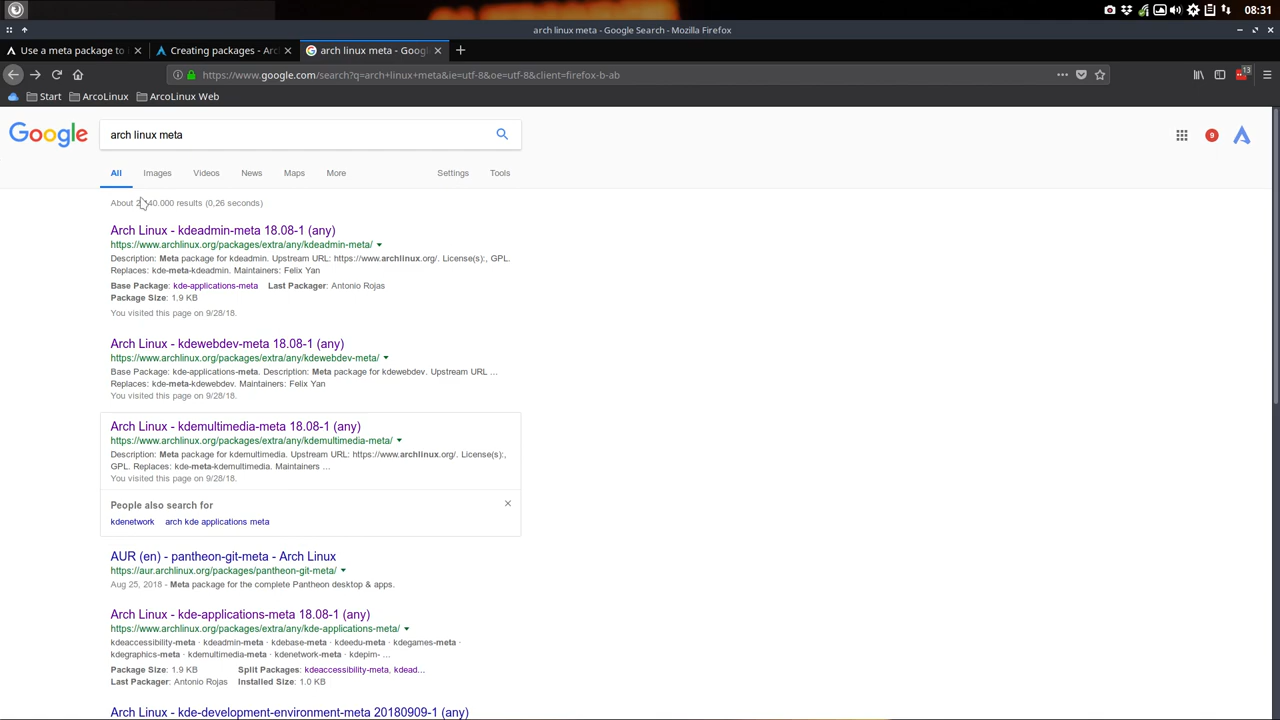 08:31
arch linux meta - Google Search - Mozilla Firefox
Use a meta package to
Creating packages - Arc
arch linux meta - Googl
https://www.google.com/search?q=arch+linux+meta&ie=utf-8&oe=utf-8&client=firefox-b-ab
13
Start
ArcoLinux
ArcoLinux Web
Google
arch linux meta
9
All
Images
Videos
News
Maps
More
Settings
Tools
About 40.000 results (0,26 seconds)
Arch Linux - kdeadmin-meta 18.08-1 (any)
https://www.archlinux.org/packages/extra/any/kdeadmin-meta/
Description: Meta package for kdeadmin. Upstream URL: https://www.archlinux.org/. License(s):, GPL.
Replaces: kde-meta-kdeadmin. Maintainers: Felix Yan
Base Package: kde-applications-meta Last Packager: Antonio Rojas
Package Size: 1.9 KB
You visited this page on 9/28/18.
Arch Linux - kdewebdev-meta 18.08-1 (any)
https://www.archlinux.org/packages/extra/any/kdewebdev-meta/
Base Package: kde-applications-meta. Description: Meta package for kdewebdev. Upstream URL ...
Replaces: kde-meta-kdewebdev. Maintainers: Felix Yan
You visited this page on 9/28/18.
Arch Linux - kdemultimedia-meta 18.08-1 (any)
https://www.archlinux.org/packages/extra/any/kdemultimedia-meta/
Description: Meta package for kdemultimedia. Upstream URL: https://www.archlinux.org/. License(s):,
GPL. Replaces: kde-meta-kdemultimedia. Maintainers ...
You visited this page on 9/28/18.
People also search for
kdenetwork arch kde applications meta
AUR (en) - pantheon-git-meta - Arch Linux
https://aur.archlinux.org/packages/pantheon-git-meta/
Aug 25, 2018 - Meta package for the complete Pantheon desktop & apps.
Arch Linux - kde-applications-meta 18.08-1 (any)
https://www.archlinux.org/packages/extra/any/kde-applications-meta/
kdeaccessibility-meta · kdeadmin-meta · kdebase-meta · kdeedu-meta · kdegames-meta ·
kdegraphics-meta · kdemultimedia-meta · kdenetwork-meta · kdepim- ...
Package Size: 1.9 KB Split Packages: kdeaccessibility-meta, kdead...
Last Packager: Antonio Rojas Installed Size: 1.0 KB
Arch Linux - kde-development-environment-meta 20180909-1 (any)